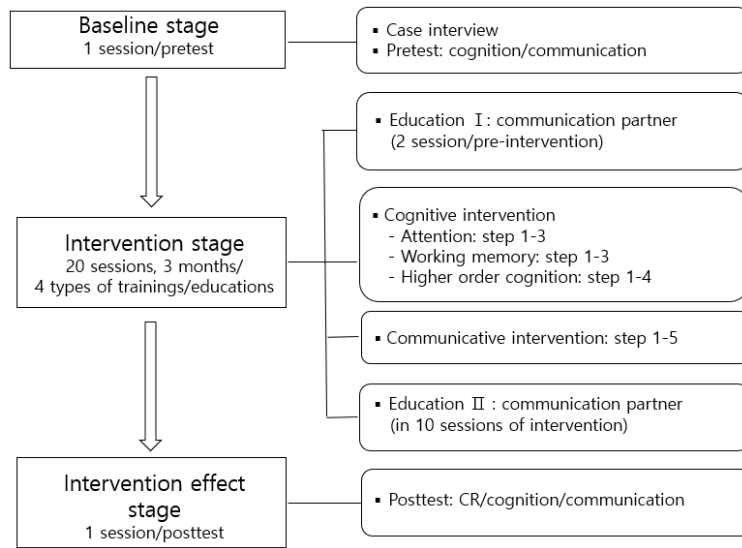 Baseline stage
1 session/pretest
▪ Case interview
▪ Pretest: cognition/communication
▪ Education Ⅰ: communication partner
(2 session/pre-intervention)
Intervention stage
20 sessions, 3 months/
4 types of trainings/educations
▪ Cognitive intervention
- Attention: step 1-3
- Working memory: step 1-3
- Higher order cognition: step 1-4
▪ Communicative intervention: step 1-5
▪ Education Ⅱ: communication partner
(in 10 sessions of intervention)
Intervention effect
stage
1 session/posttest
▪ Posttest: CR/cognition/communication